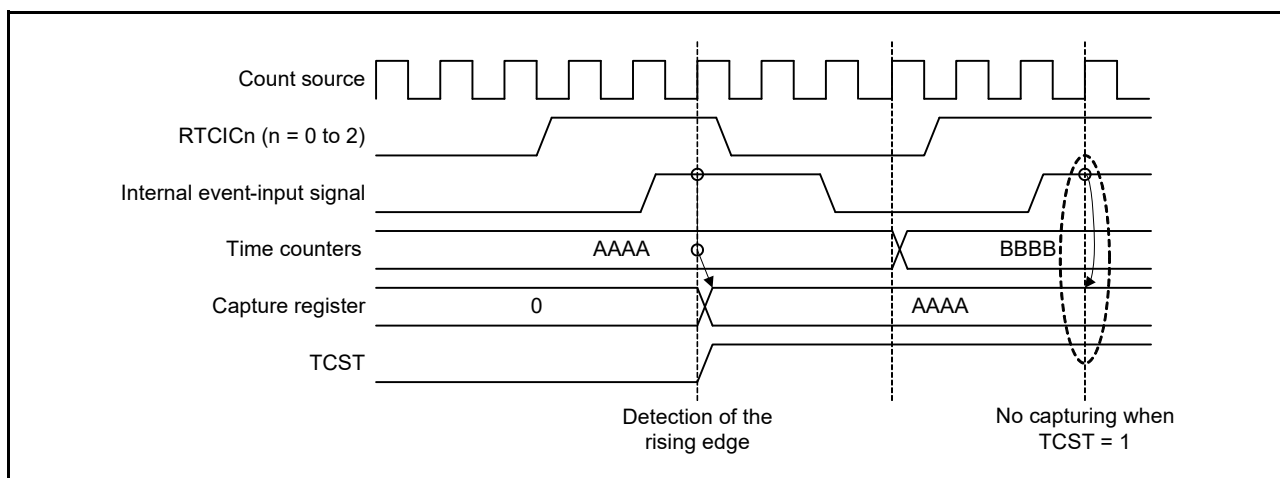 Count source
RTCICn (n = 0 to 2)
Internal event-input signal
Time counters
AAAA
BBBB
Capture register
0
AAAA
TCST
Detection of the
rising edge
No capturing when
TCST = 1